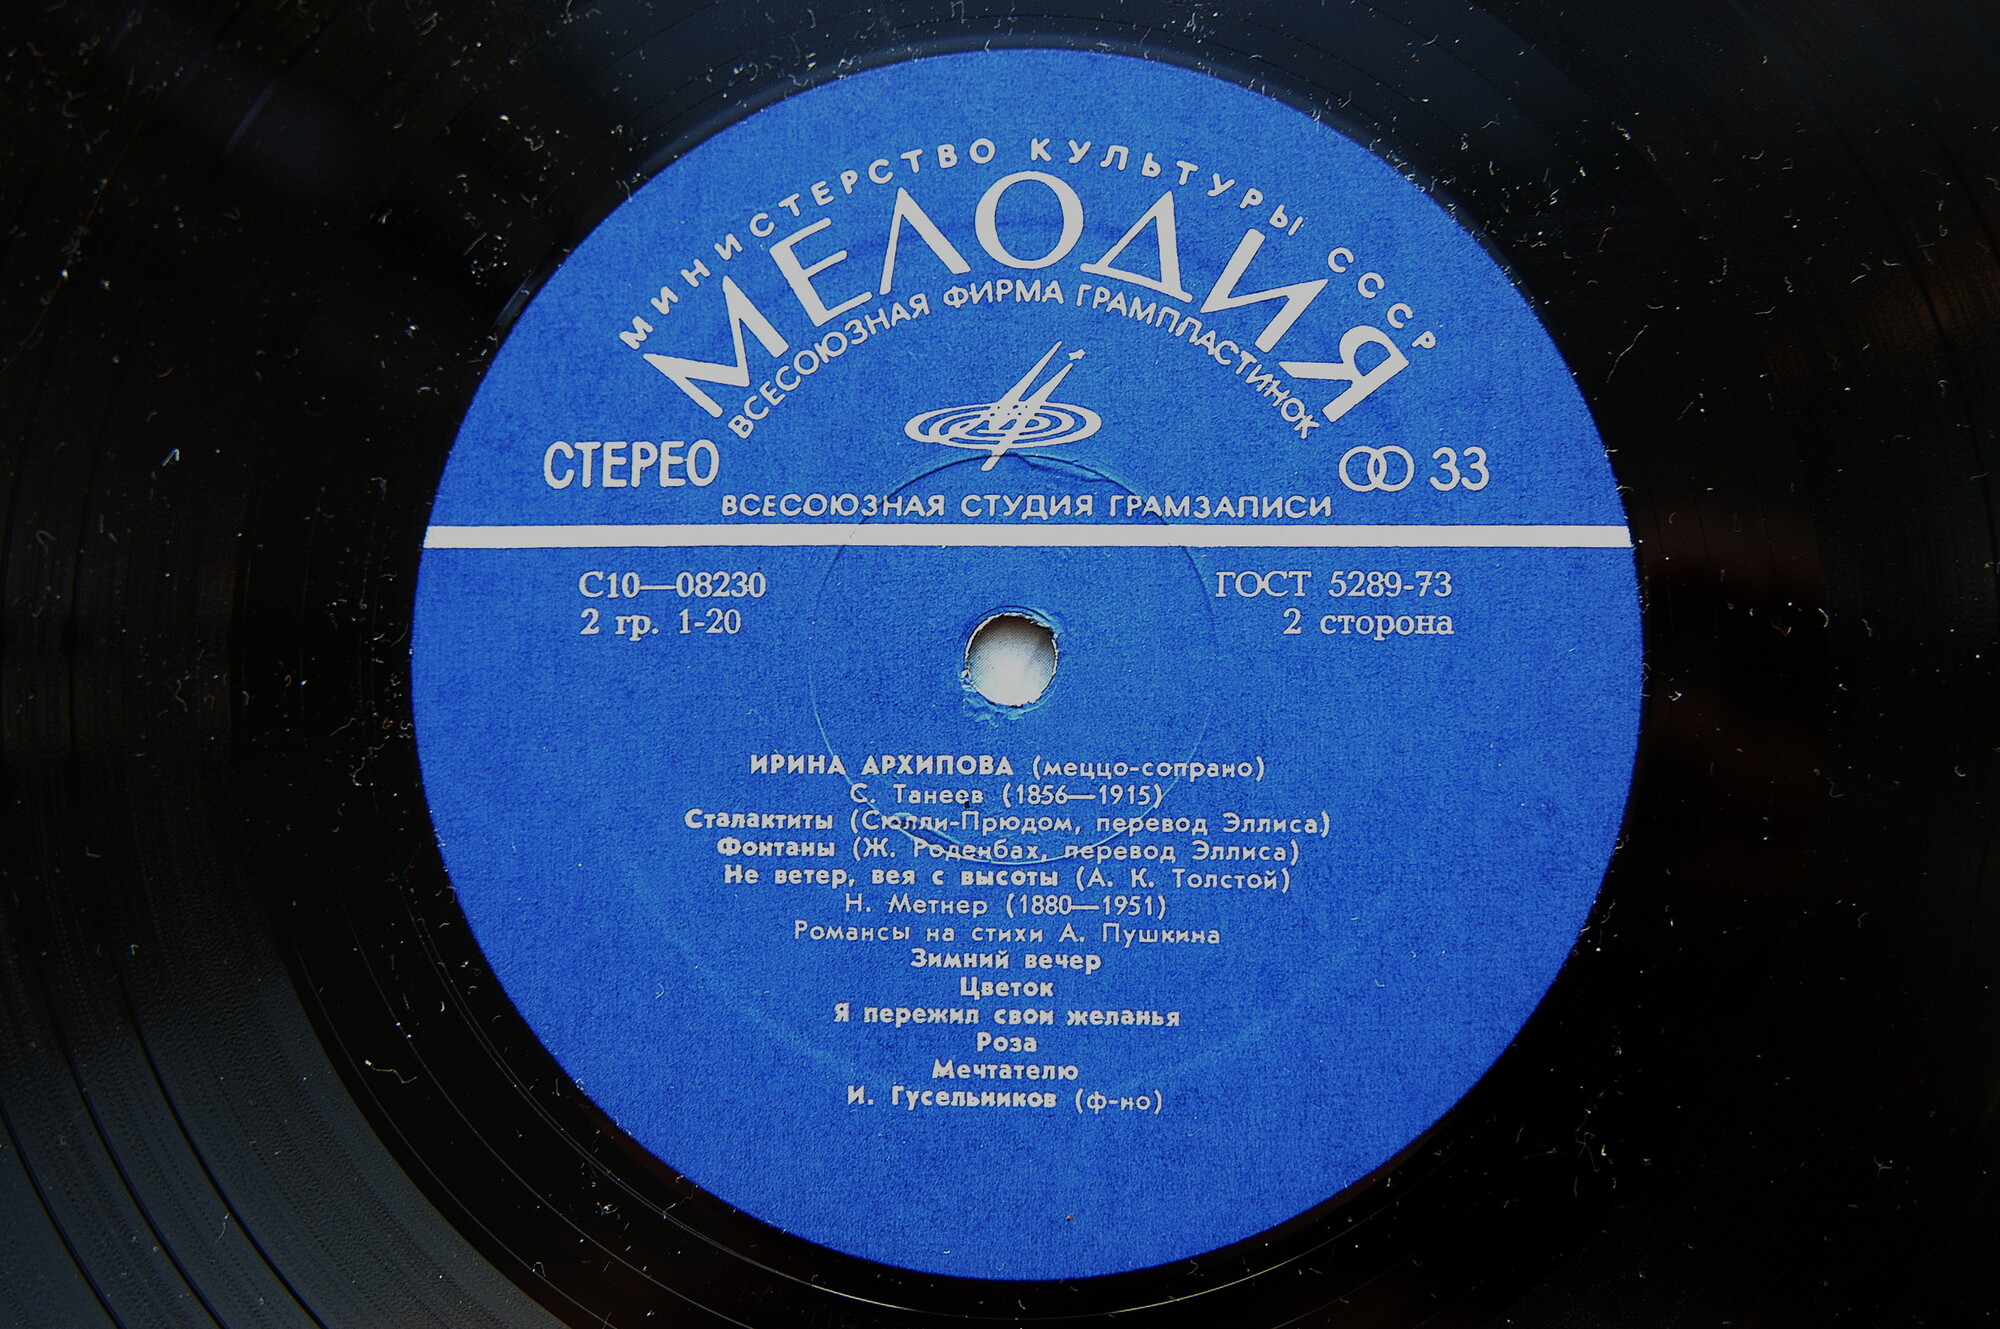 МИНИСТЕРСТВО КУЛЬТУРЫ СССР
МЕЛОДИЯ
ВСЕСОЮЗНАЯ ФИРМА ГРАМПЛАСТИНОК
СТЕРЕО
33
ВСЕСОЮЗНАЯ СТУДИЯ ГРАМЗАПИСИ
С10—08230
ГОСТ 5289-73
2 гр. 1-20
2 сторона
ИРИНА АРХИПОВА (меццо-сопрано)
С. Танеев (1856—1915)
Сталактиты (Сюлли-Прюдом, перевод Эллиса)
Фонтаны (Ж. Роденбах, перевод Эллиса)
Не ветер, вея с высоты (А. К. Толстой)
Н. Метнер (1880—1951)
Романсы на стихи А. Пушкина
Зимний вечер
Цветок
Я пережил свои желанья
Роза
Мечтателю
И. Гусельников (ф-но)